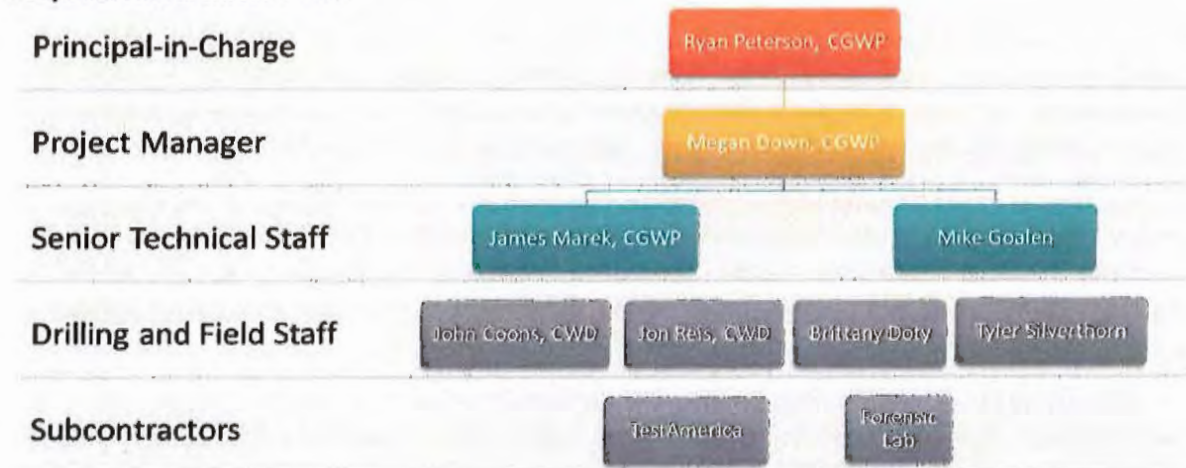 Principal-in-Charge
Ryan Peterson, CGWP
Project Manager
Megan Down, CGWP
Senior Technical Staff
James Marek, CGWP
Mike Goalen
Drilling and Field Staff
John Coons, CWD
Jon Reis, CWD
Brittany Doty
Tyler Silverthorn
Subcontractors
TestAmerica
Forensic
Lab